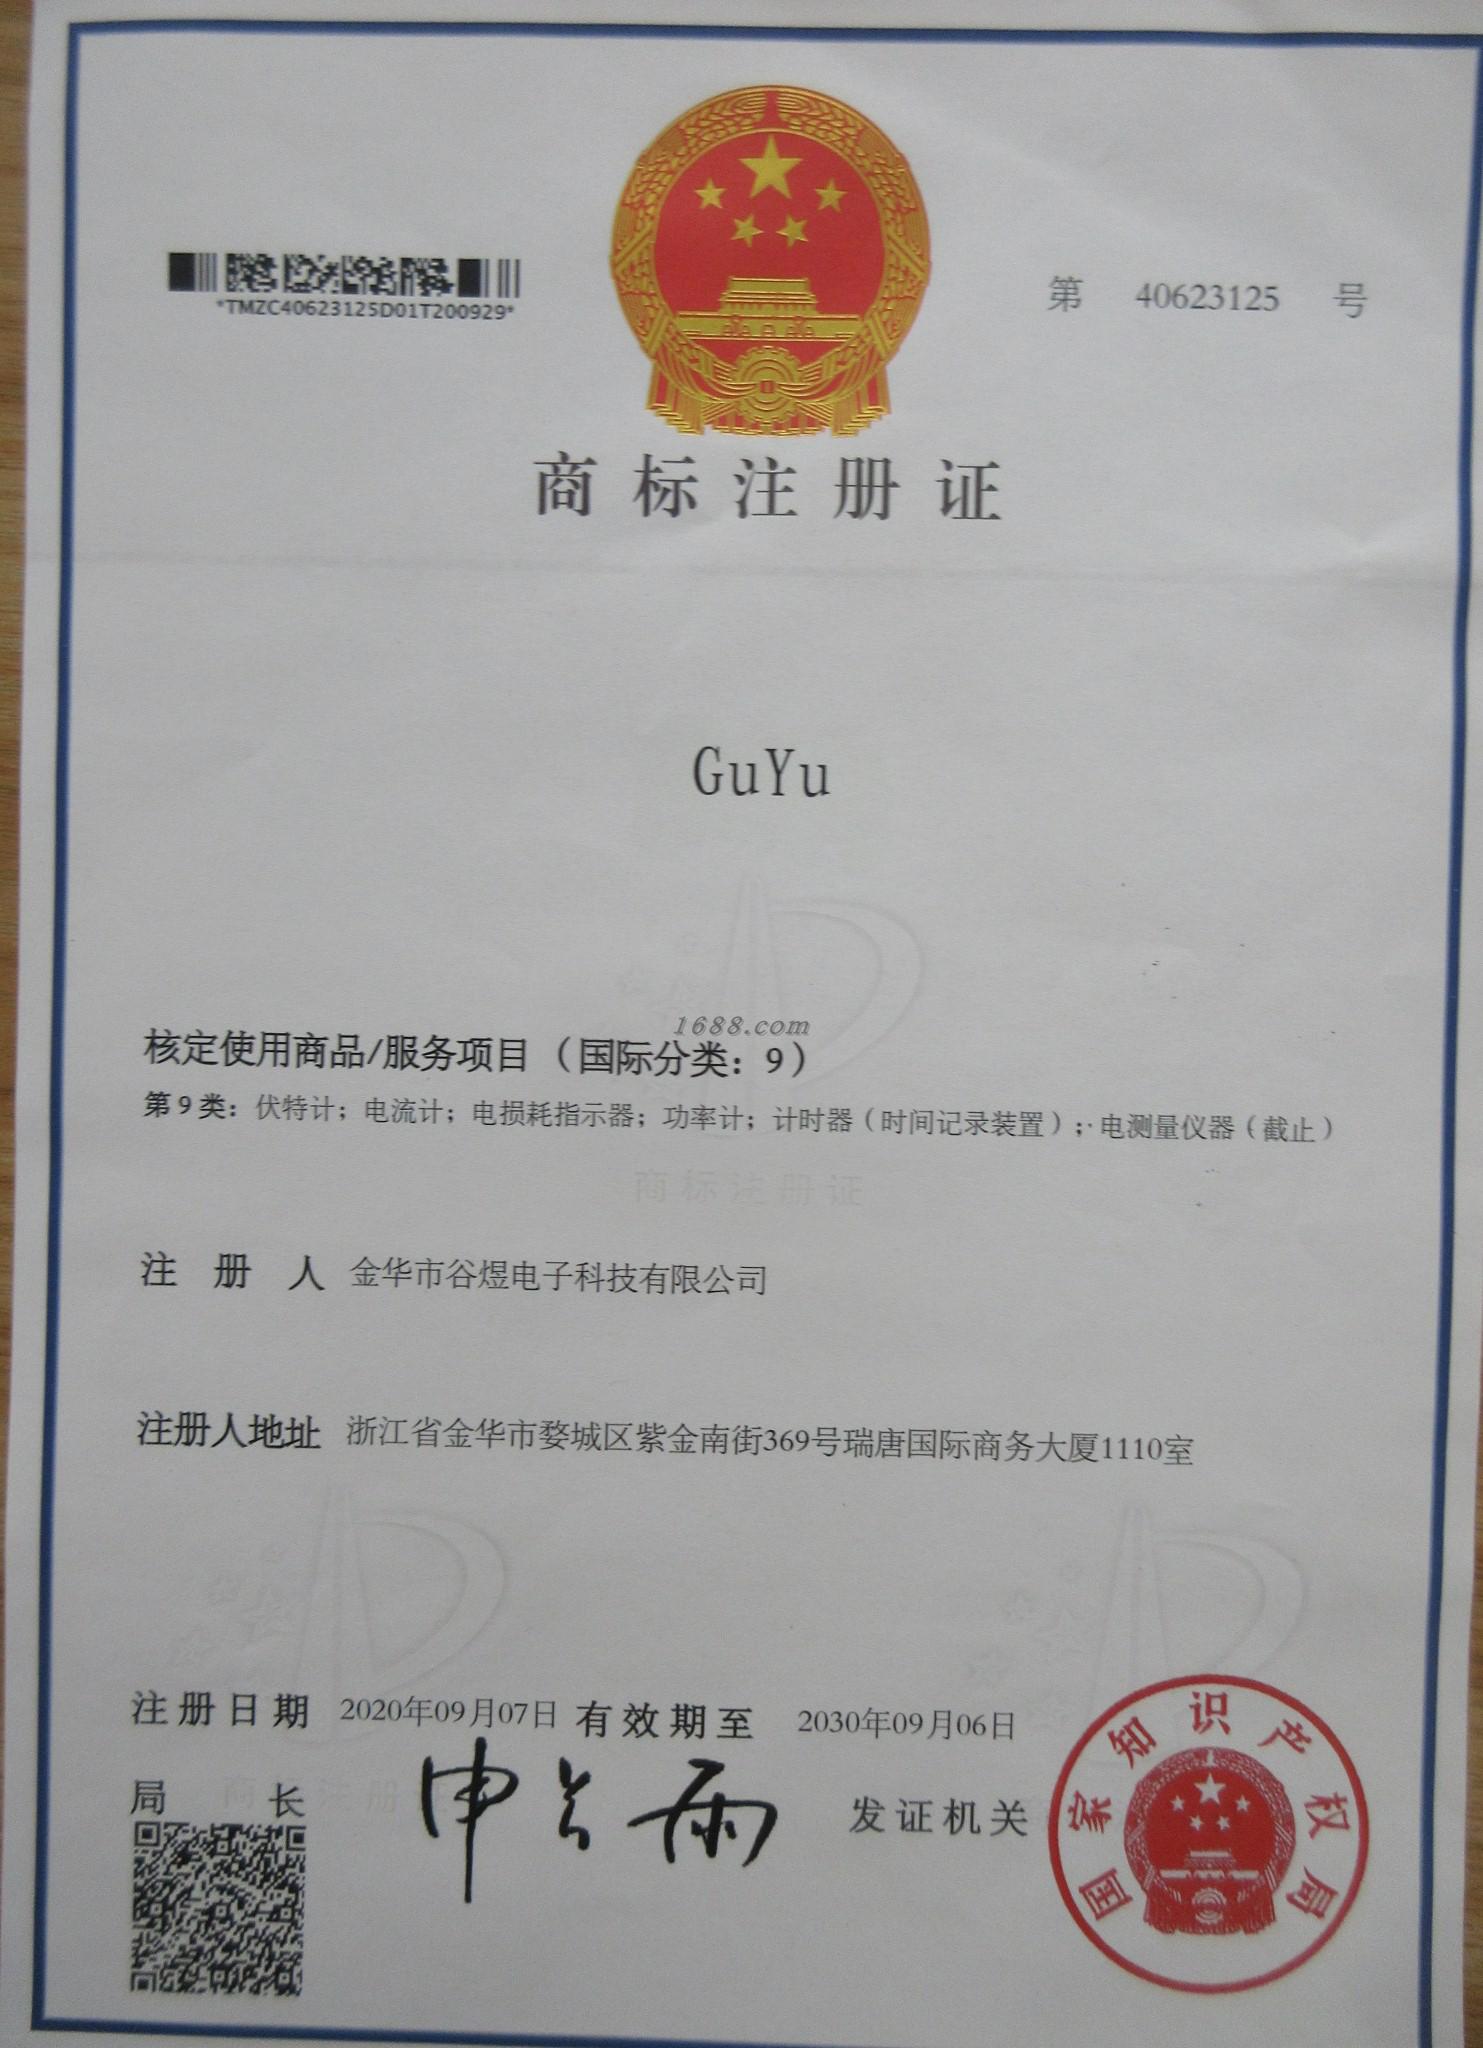 *TMZC40623125D01T200929*
第 40623125 号
商标注册证
GuYu
1688.com
核定使用商品/服务项目（国际分类：9）
第9类：伏特计；电流计；电损耗指示器；功率计；计时器（时间记录装置）；电测量仪器（截止）
商标注册证
注册人 金华市谷煜电子科技有限公司
注册人地址 浙江省金华市婺城区紫金南街369号瑞唐国际商务大厦1110室
注册日期 2020年09月07日 有效期至 2030年09月06日
局长 申长雨 发证机关
商标注册证
国家知识产权局